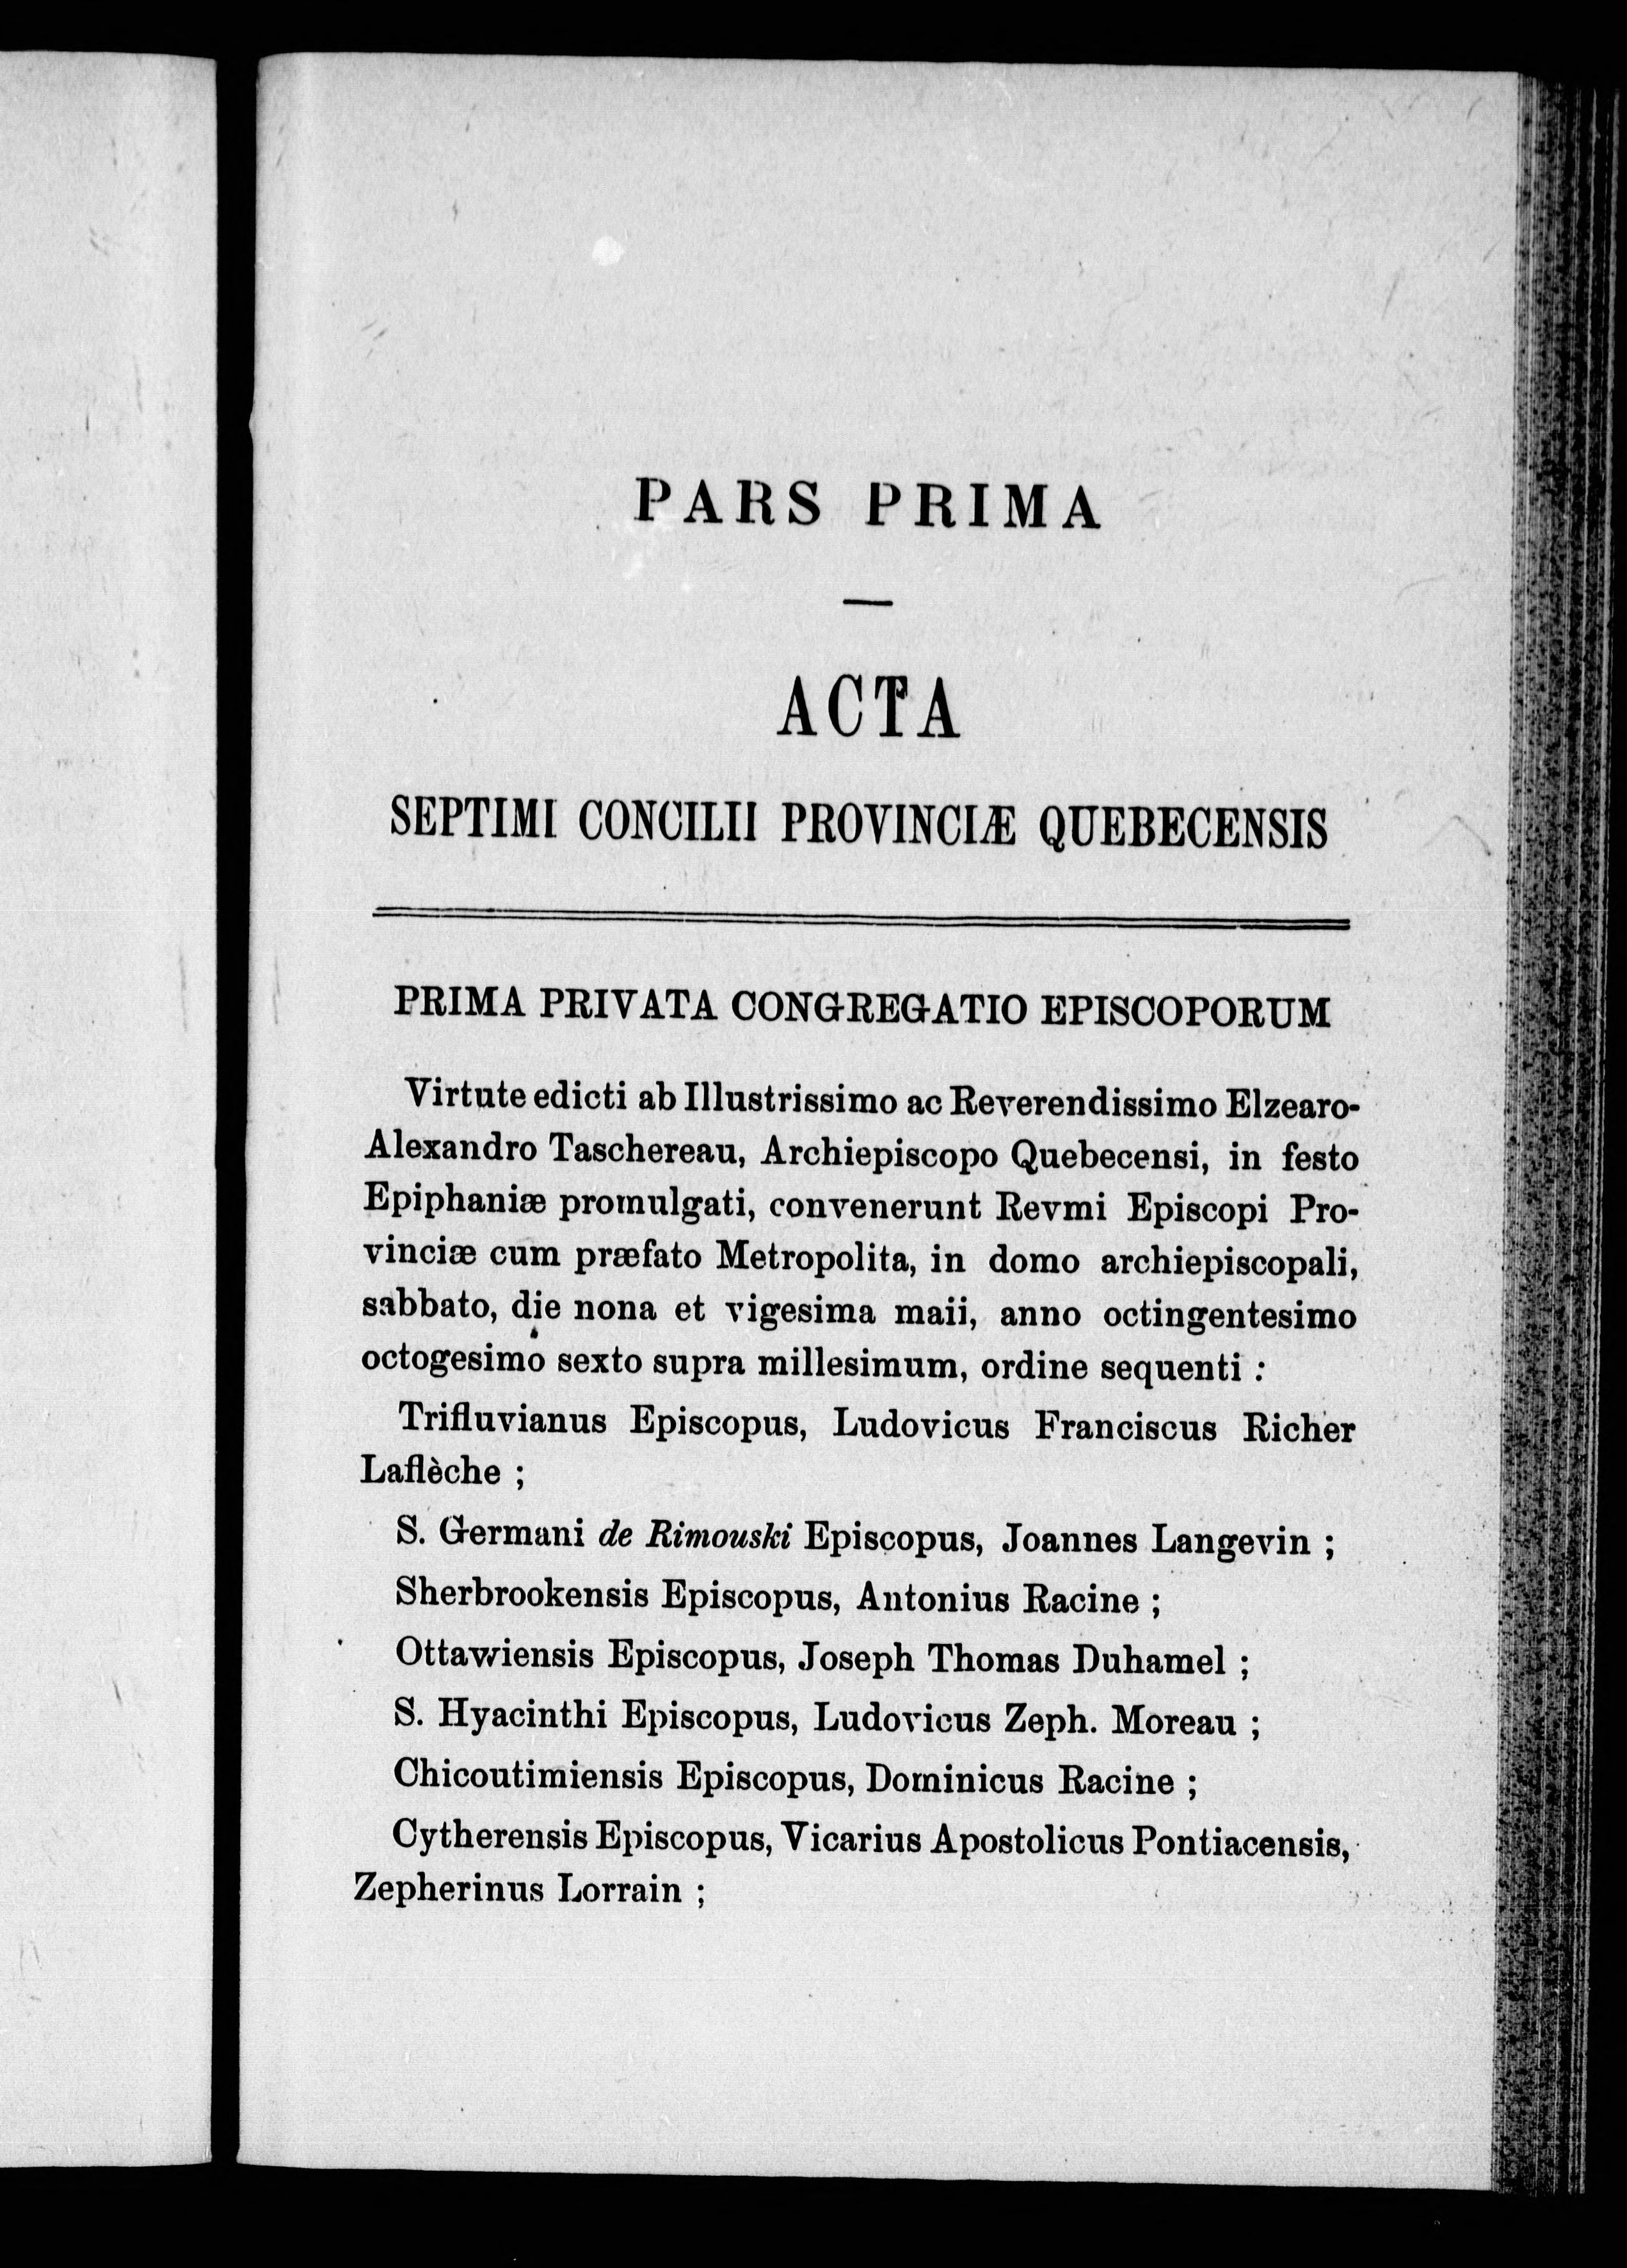 PARS PRIMA
ACTA
SEPTIMI CONCILII PROVINCIÆ QUEBECENSIS
PRIMA PRIVATA CONGREGATIO EPISCOPORUM
Virtute edicti ab Illustrissimo ac Reverendissimo Elzearo-
Alexandro Taschereau, Archiepiscopo Quebecensi, in festo
Epiphaniæ promulgati, convenerunt Revmi Episcopi Pro-
vinciæ cum præfato Metropolita, in domo archiepiscopali,
sabbato, die nona et vigesima maii, anno octingentesimo
octogesimo sexto supra millesimum, ordine sequenti :
Trifluvianus Episcopus, Ludovicus Franciscus Richer
Laflèche ;
S. Germani de Rimouski Episcopus, Joannes Langevin ;
Sherbrookensis Episcopus, Antonius Racine ;
Ottawiensis Episcopus, Joseph Thomas Duhamel ;
S. Hyacinthi Episcopus, Ludovicus Zeph. Moreau ;
Chicoutimiensis Episcopus, Dominicus Racine ;
Cytherensis Episcopus, Vicarius Apostolicus Pontiacensis,
Zepherinus Lorrain ;